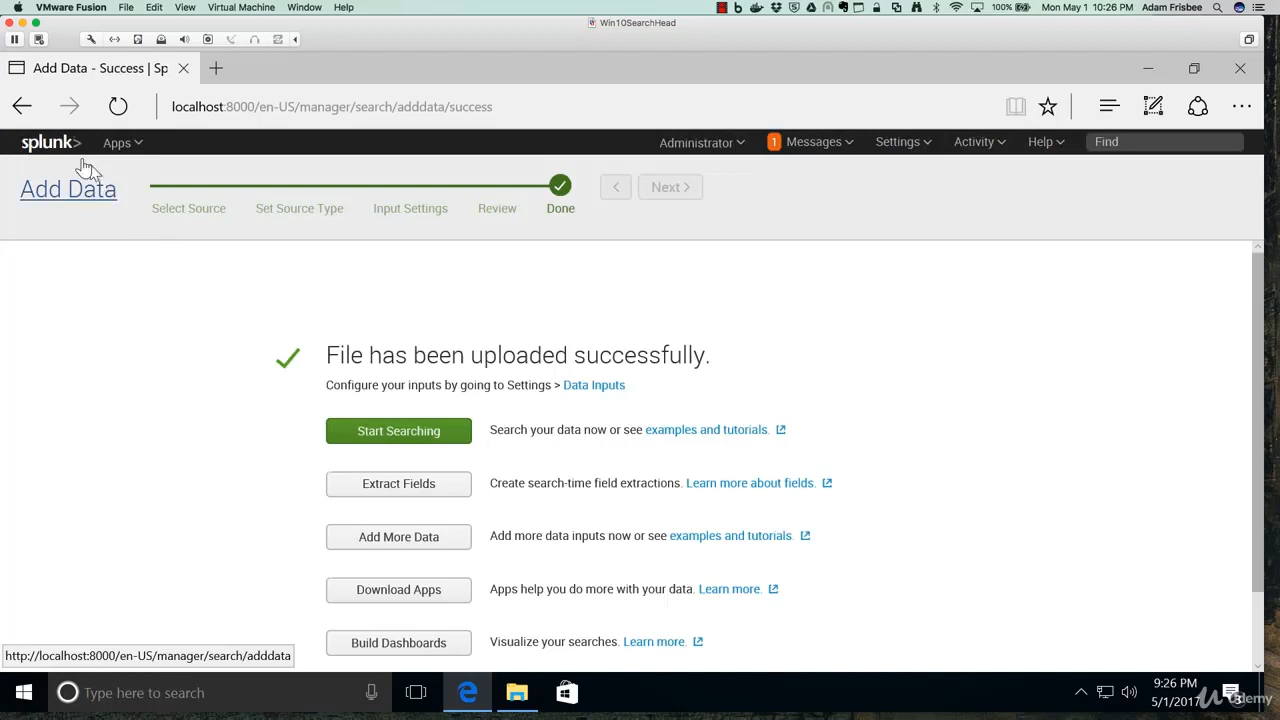 VMware Fusion File Edit View Virtual Machine Window Help 100% Mon May 1 10:26 PM Adam Frisbee
Win10SearchHead
Add Data - Success | Sp
localhost:8000/en-US/manager/search/adddata/success
splunk> Apps Administrator 1 Messages Settings Activity Help Find
Add Data
< Next >
Select Source Set Source Type Input Settings Review Done
File has been uploaded successfully.
Configure your inputs by going to Settings > Data Inputs
Start Searching Search your data now or see examples and tutorials.
Extract Fields Create search-time field extractions. Learn more about fields.
Add More Data Add more data inputs now or see examples and tutorials.
Download Apps Apps help you do more with your data. Learn more.
Build Dashboards Visualize your searches. Learn more.
http://localhost:8000/en-US/manager/search/adddata
Type here to search
9:26 PM
5/1/2017
Udemy